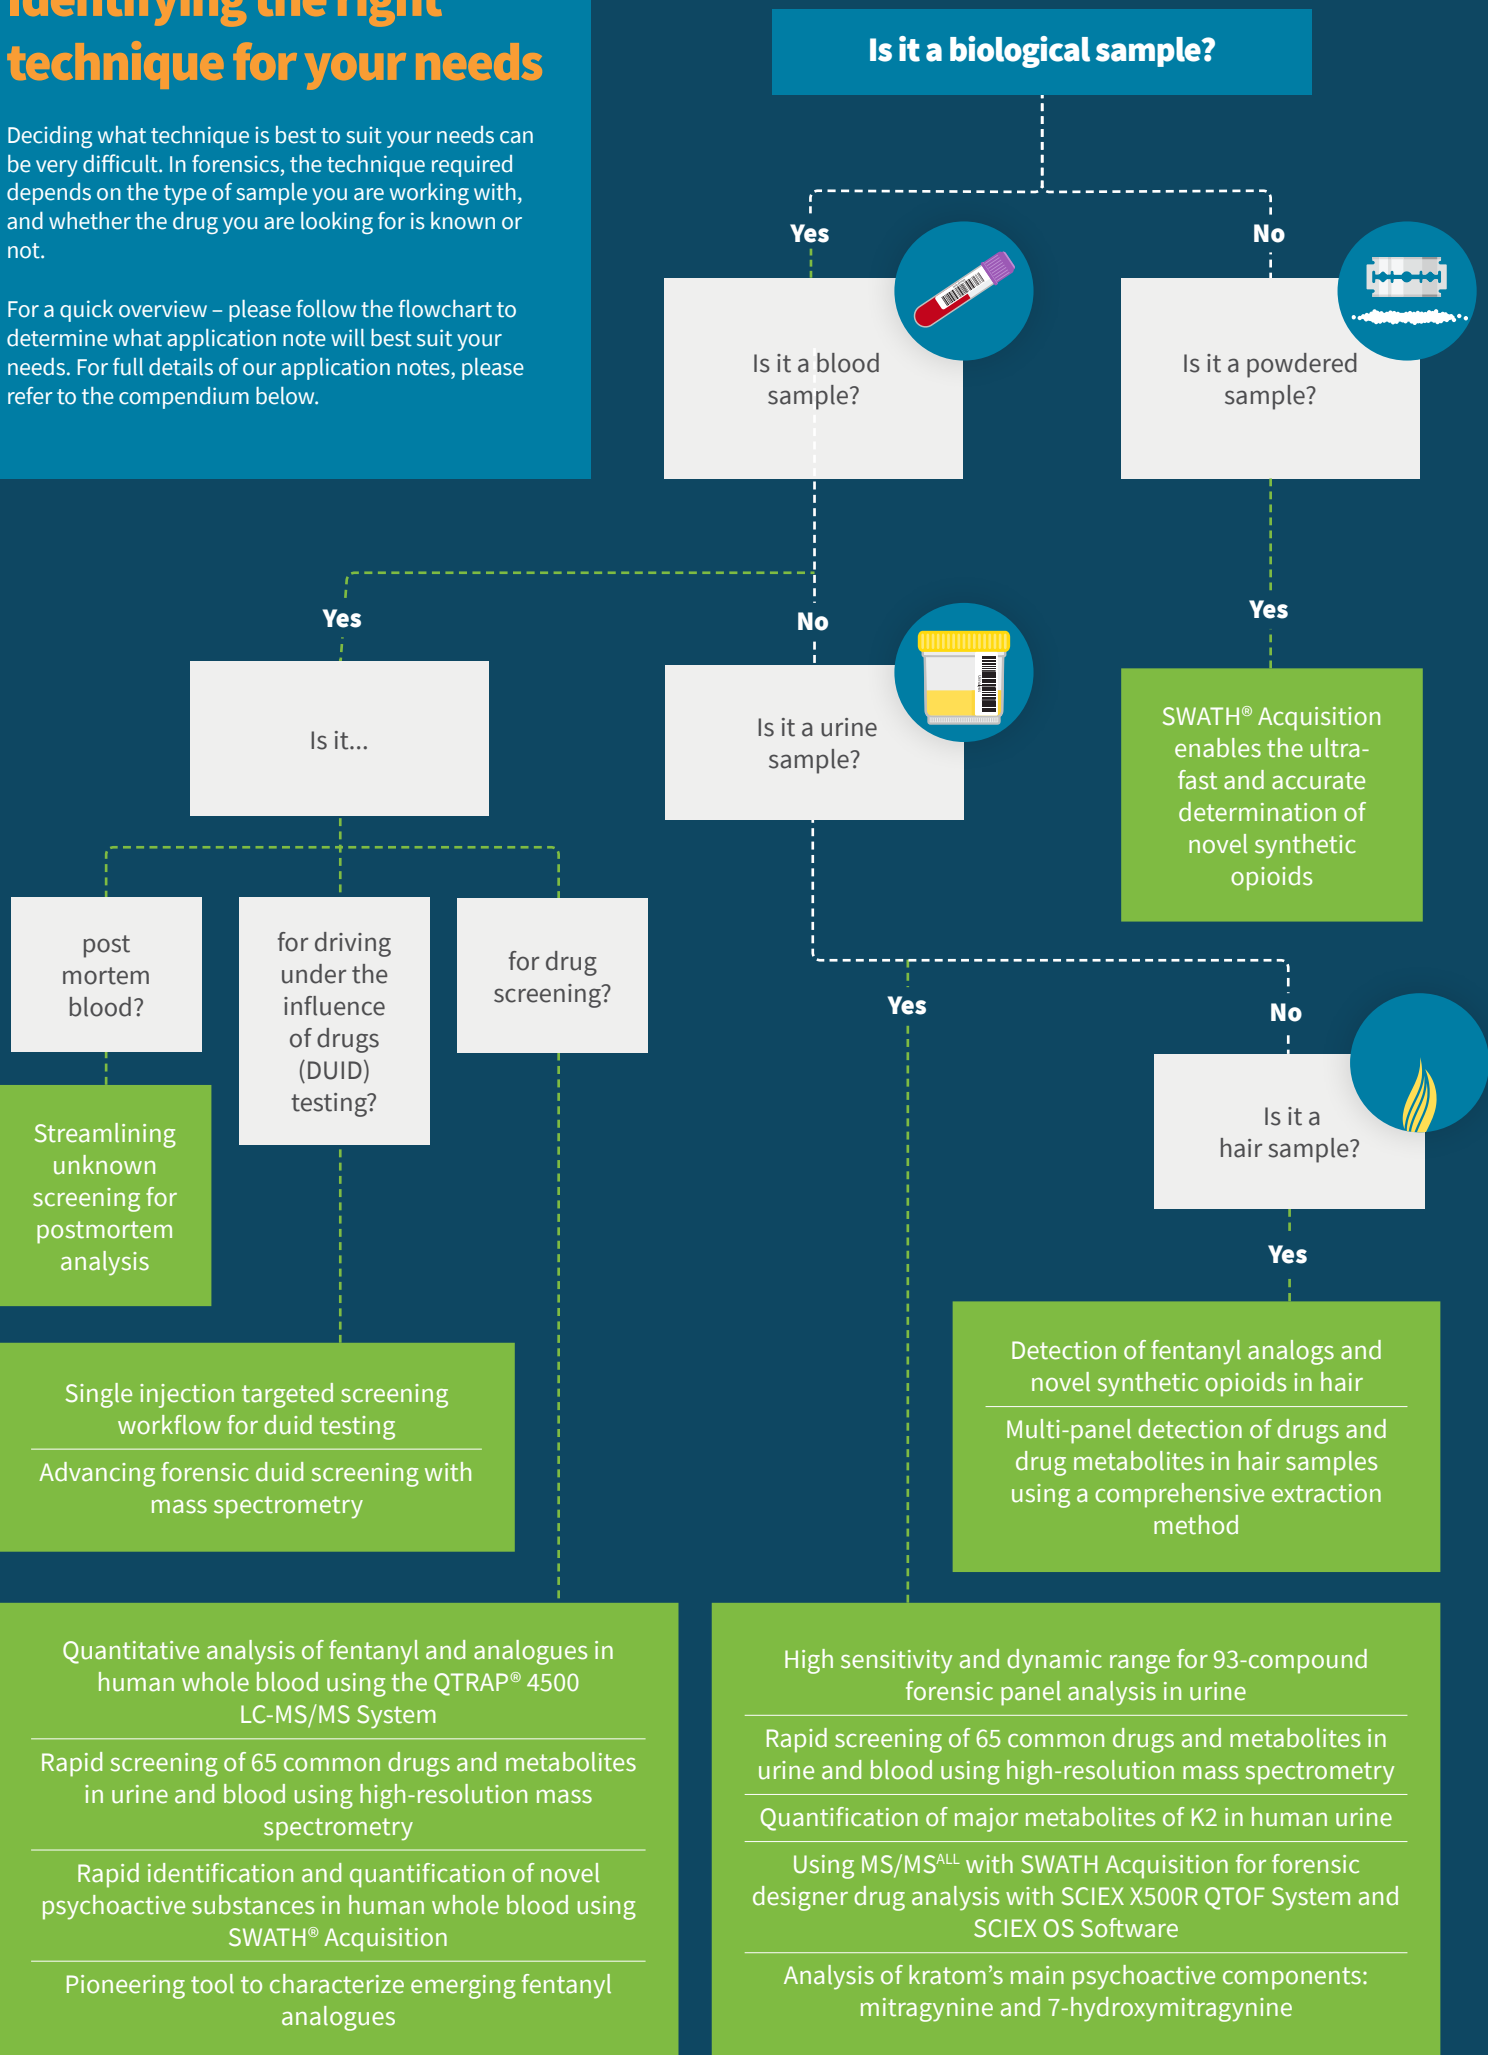 Identifying the right
technique for your needs
Deciding what technique is best to suit your needs can
be very difficult. In forensics, the technique required
depends on the type of sample you are working with,
and whether the drug you are looking for is known or
not.
For a quick overview – please follow the flowchart to
determine what application note will best suit your
needs. For full details of our application notes, please
refer to the compendium below.
Is it a biological sample?
Yes
No
Is it a blood
sample?
Is it a powdered
sample?
Yes
No
Yes
Is it...
Is it a urine
sample?
SWATH® Acquisition
enables the ultra-
fast and accurate
determination of
novel synthetic
opioids
post
mortem
blood?
for driving
under the
influence
of drugs
(DUID)
testing?
for drug
screening?
Yes
No
Is it a
hair sample?
Yes
Streamlining
unknown
screening for
postmortem
analysis
Single injection targeted screening
workflow for duid testing
Advancing forensic duid screening with
mass spectrometry
Detection of fentanyl analogs and
novel synthetic opioids in hair
Multi-panel detection of drugs and
drug metabolites in hair samples
using a comprehensive extraction
method
Quantitative analysis of fentanyl and analogues in
human whole blood using the QTRAP® 4500
LC-MS/MS System
Rapid screening of 65 common drugs and metabolites
in urine and blood using high-resolution mass
spectrometry
Rapid identification and quantification of novel
psychoactive substances in human whole blood using
SWATH® Acquisition
Pioneering tool to characterize emerging fentanyl
analogues
High sensitivity and dynamic range for 93-compound
forensic panel analysis in urine
Rapid screening of 65 common drugs and metabolites in
urine and blood using high-resolution mass spectrometry
Quantification of major metabolites of K2 in human urine
Using MS/MSALL with SWATH Acquisition for forensic
designer drug analysis with SCIEX X500R QTOF System and
SCIEX OS Software
Analysis of kratom’s main psychoactive components:
mitragynine and 7-hydroxymitragynine